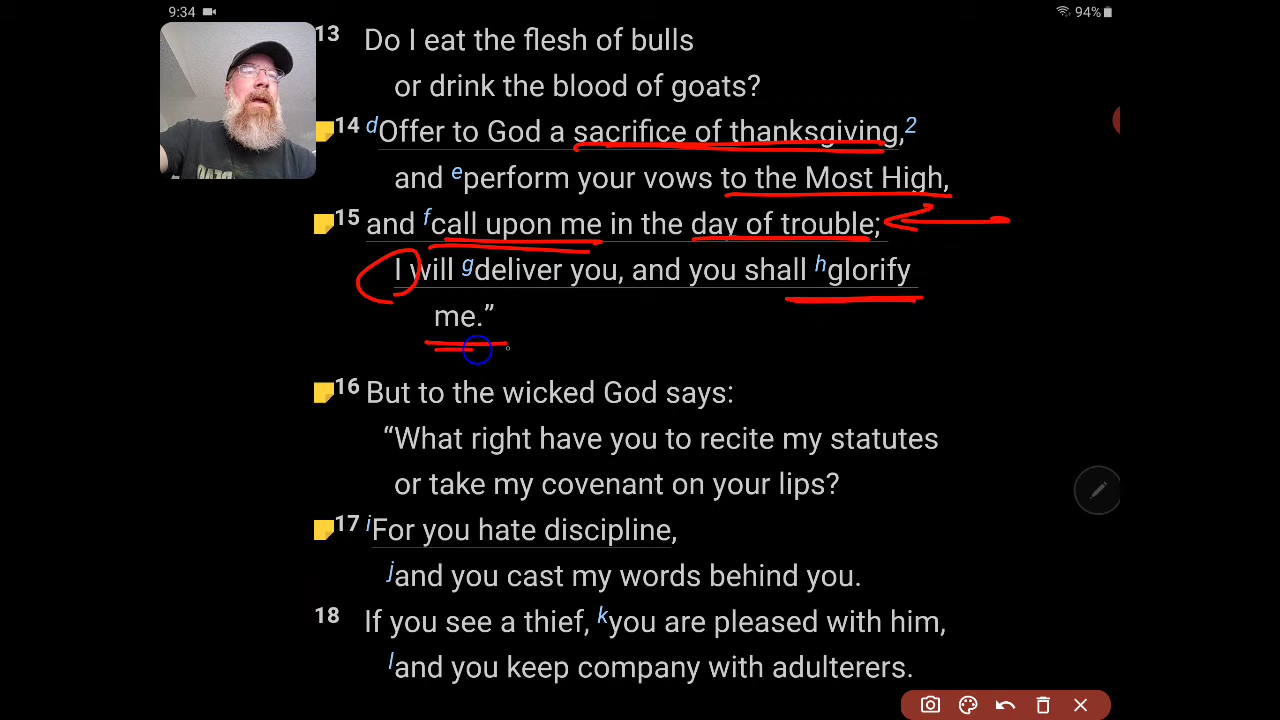 9:34
94%
13 Do I eat the flesh of bulls
or drink the blood of goats?
14 dOffer to God a sacrifice of thanksgiving,2
and eperform your vows to the Most High,
15 and fcall upon me in the day of trouble;
I will gdeliver you, and you shall hglorify
me.”
16 But to the wicked God says:
“What right have you to recite my statutes
or take my covenant on your lips?
17 iFor you hate discipline,
jand you cast my words behind you.
18 If you see a thief, kyou are pleased with him,
land you keep company with adulterers.